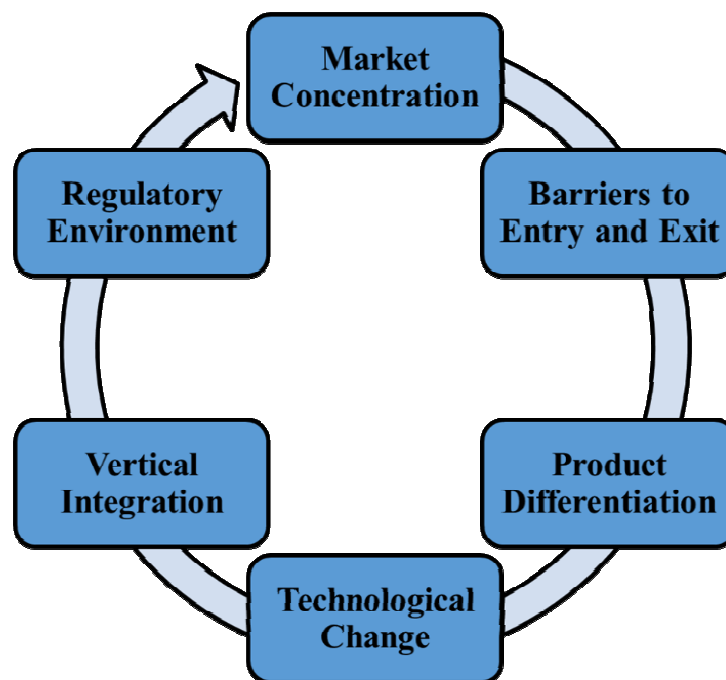 Market
Concentration
Barriers to
Entry and Exit
Product
Differentiation
Technological
Change
Vertical
Integration
Regulatory
Environment